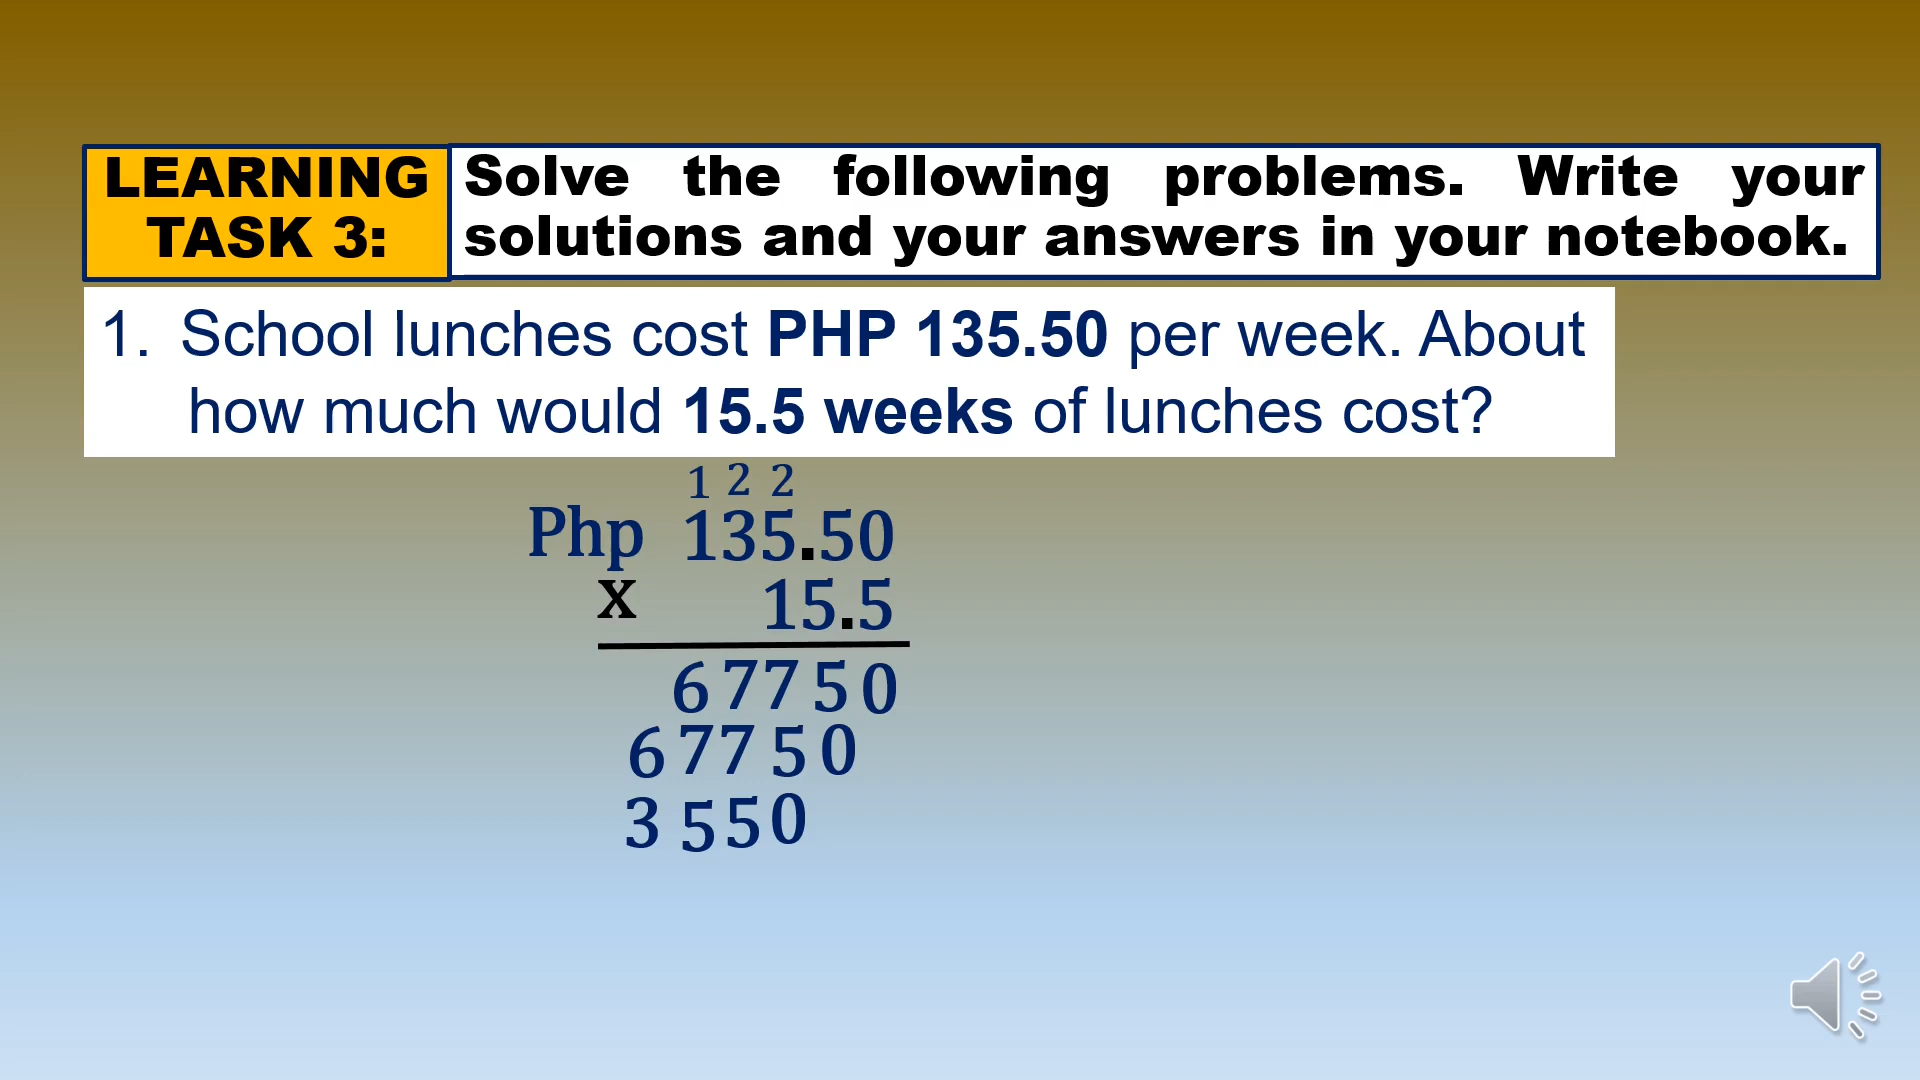 LEARNING TASK 3:
Solve the following problems. Write your
solutions and your answers in your notebook.
1. School lunches cost PHP 135.50 per week. About
how much would 15.5 weeks of lunches cost?
1 2 2
Php 135.50
x 15.5
67750
67750
3550